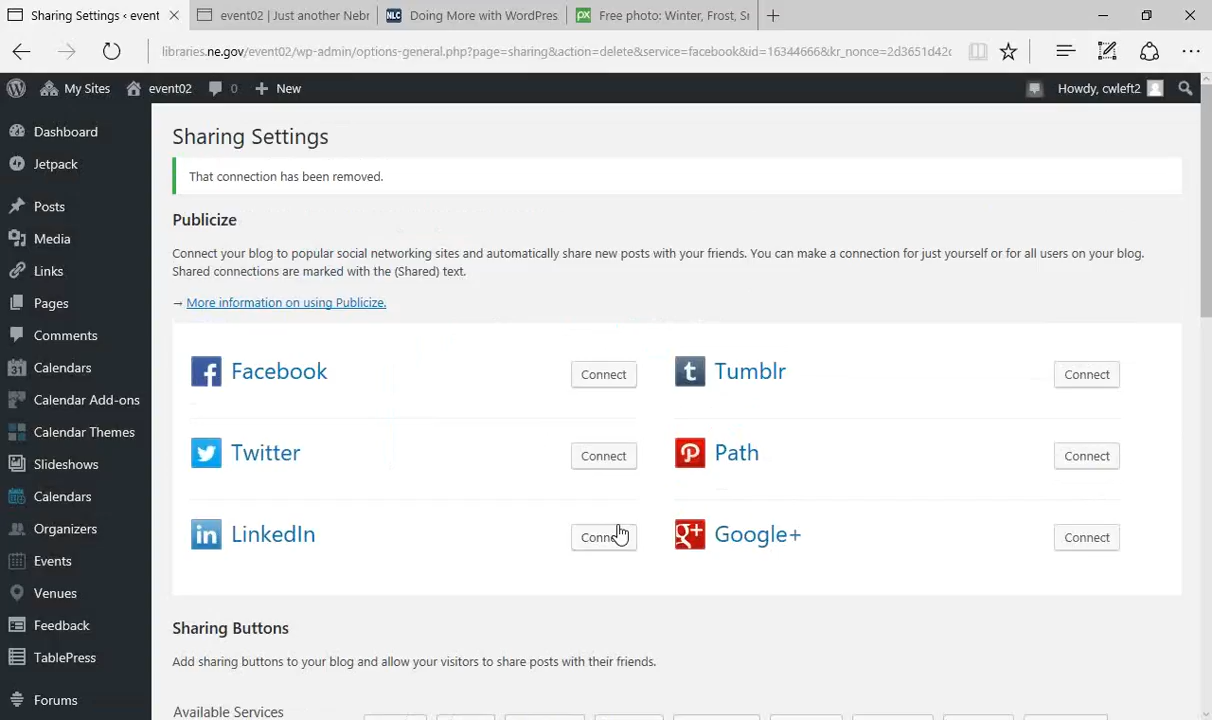 Sharing Settings ‹ event
event02 | Just another Nebr
NLC Doing More with WordPres
px Free photo: Winter, Frost, Sn
libraries.ne.gov/event02/wp-admin/options-general.php?page=sharing&action=delete&service=facebook&id=16344666&kr_nonce=2d3651d42c
My Sites
event02
0
New
Howdy, cwleft2
Dashboard
Jetpack
Posts
Media
Links
Pages
Comments
Calendars
Calendar Add-ons
Calendar Themes
Slideshows
Calendars
Organizers
Events
Venues
Feedback
TablePress
Forums
Sharing Settings
That connection has been removed.
Publicize
Connect your blog to popular social networking sites and automatically share new posts with your friends. You can make a connection for just yourself or for all users on your blog.
Shared connections are marked with the (Shared) text.
→ More information on using Publicize.
Facebook
Connect
Tumblr
Connect
Twitter
Connect
Path
Connect
LinkedIn
Connect
Google+
Connect
Sharing Buttons
Add sharing buttons to your blog and allow your visitors to share posts with their friends.
Available Services